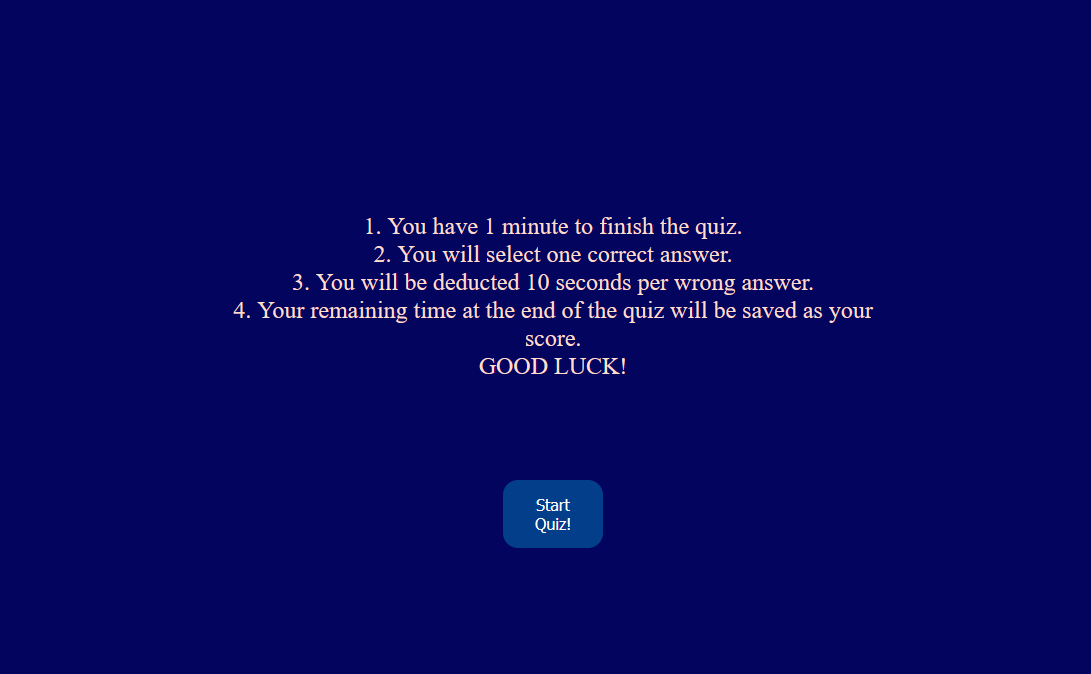 1. You have 1 minute to finish the quiz.
2. You will select one correct answer.
3. You will be deducted 10 seconds per wrong answer.
4. Your remaining time at the end of the quiz will be saved as your
score.
GOOD LUCK!
Start
Quiz!